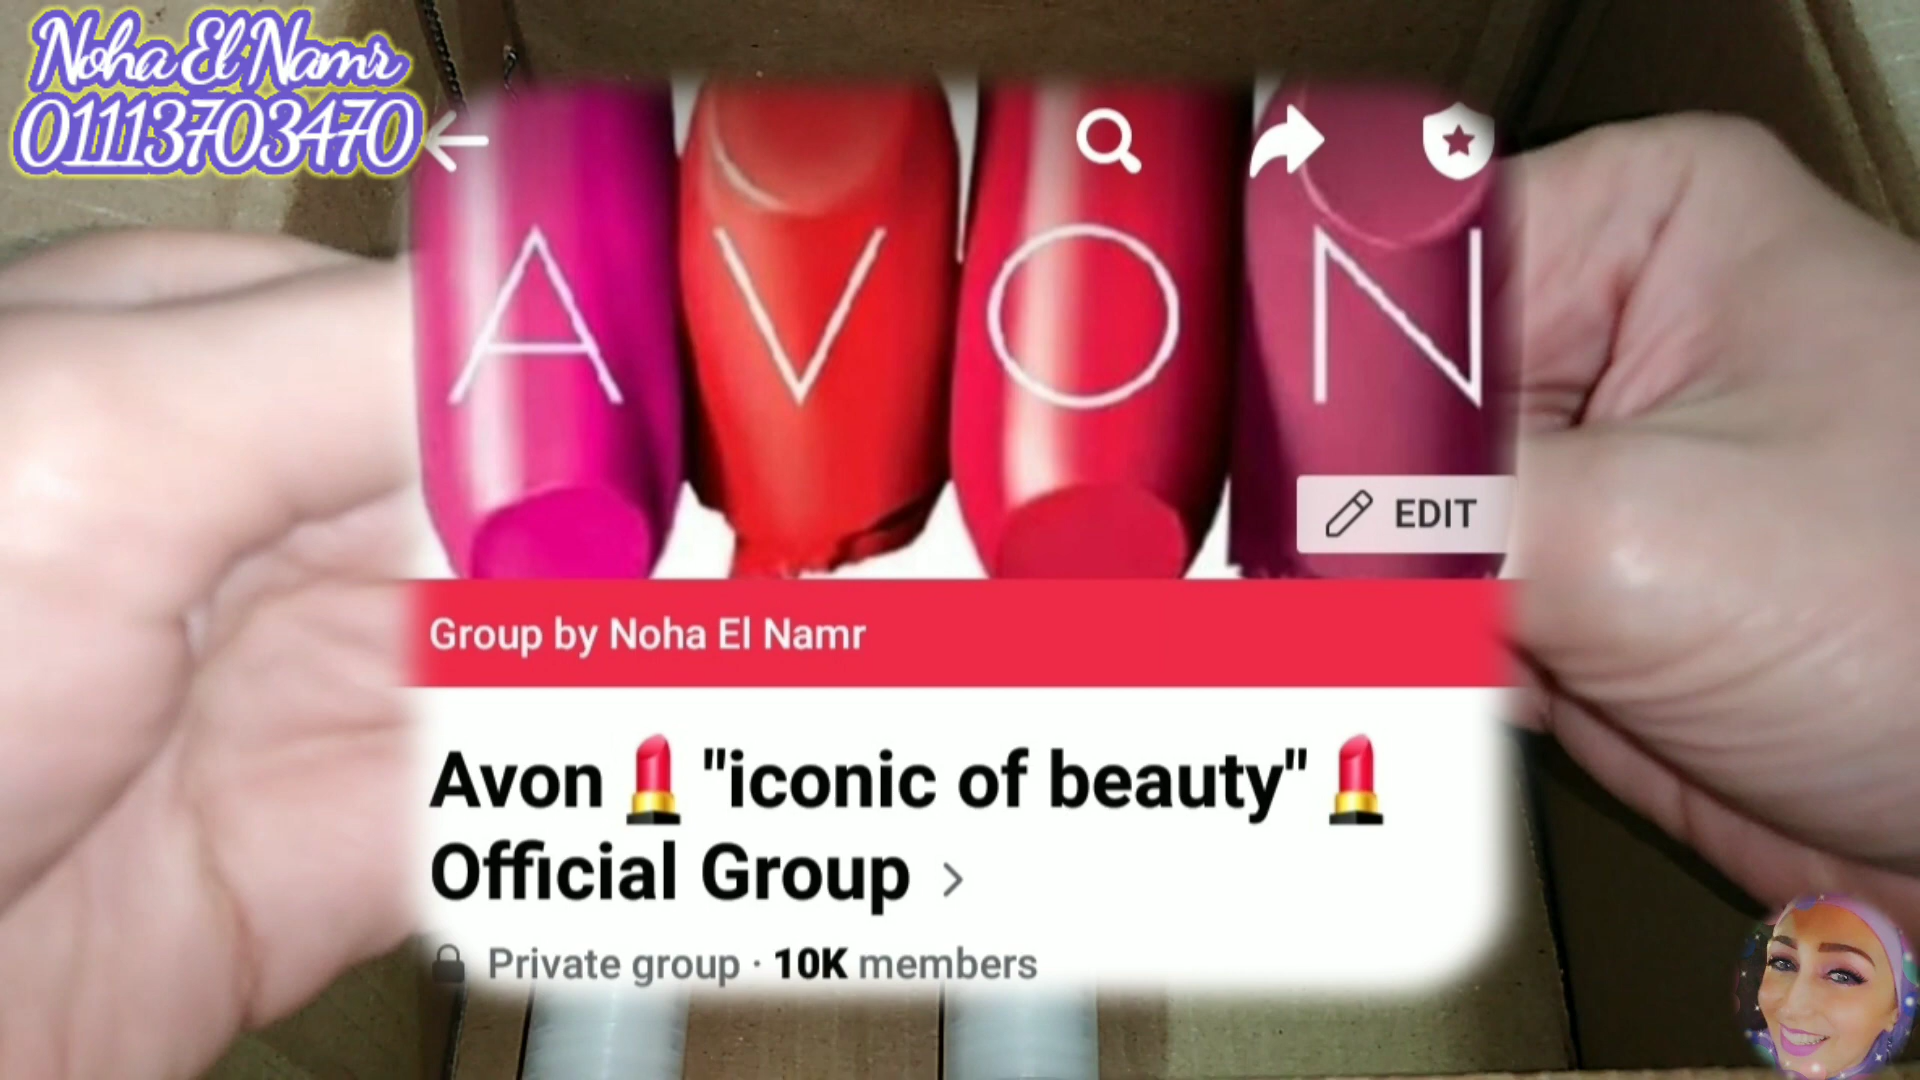 Noha El Namr
01113703470
AVON
EDIT
Group by Noha El Namr
Avon 💄 "iconic of beauty" 💄
Official Group >
Private group · 10K members